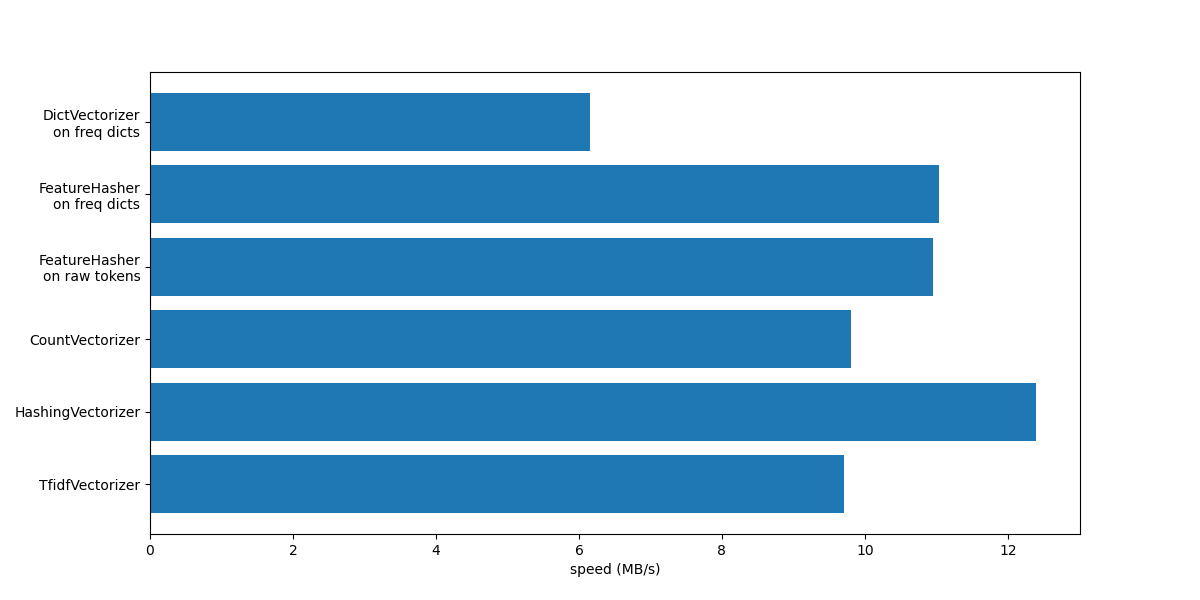 DictVectorizer
on freq dicts
FeatureHasher
on freq dicts
FeatureHasher
on raw tokens
CountVectorizer
HashingVectorizer
TfidfVectorizer
0 2 4 6 8 10 12
speed (MB/s)